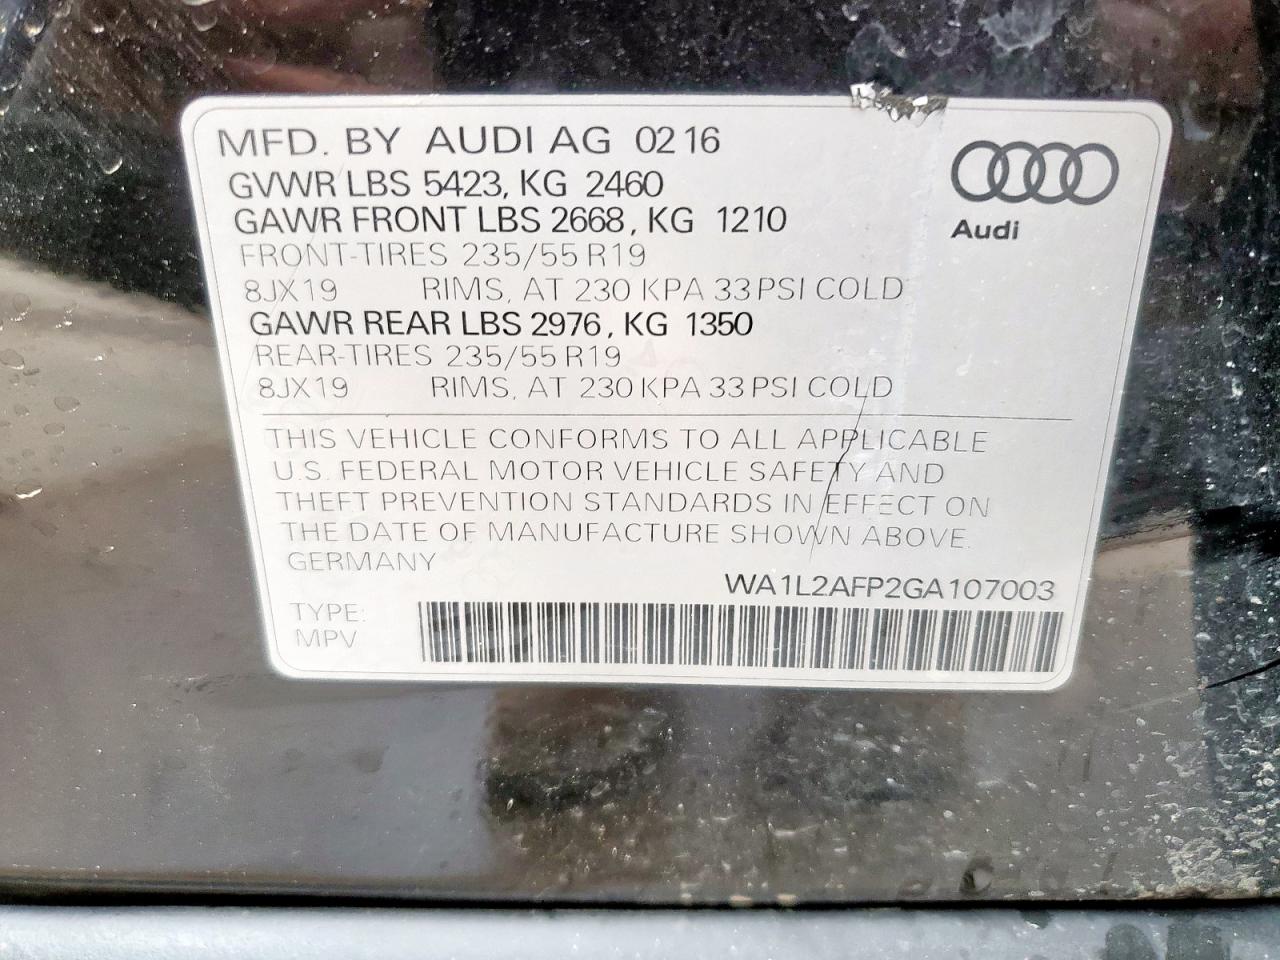 MFD. BY AUDI AG 0216
GVWR LBS 5423, KG 2460
GAWR FRONT LBS 2668, KG 1210
FRONT-TIRES 235/55 R19
8JX19 RIMS, AT 230 KPA 33 PSI COLD
GAWR REAR LBS 2976, KG 1350
REAR-TIRES 235/55 R19
8JX19 RIMS, AT 230 KPA 33 PSI COLD
Audi
THIS VEHICLE CONFORMS TO ALL APPLICABLE
U.S. FEDERAL MOTOR VEHICLE SAFETY AND
THEFT PREVENTION STANDARDS IN EFFECT ON
THE DATE OF MANUFACTURE SHOWN ABOVE.
GERMANY
WA1L2AFP2GA107003
TYPE:
MPV